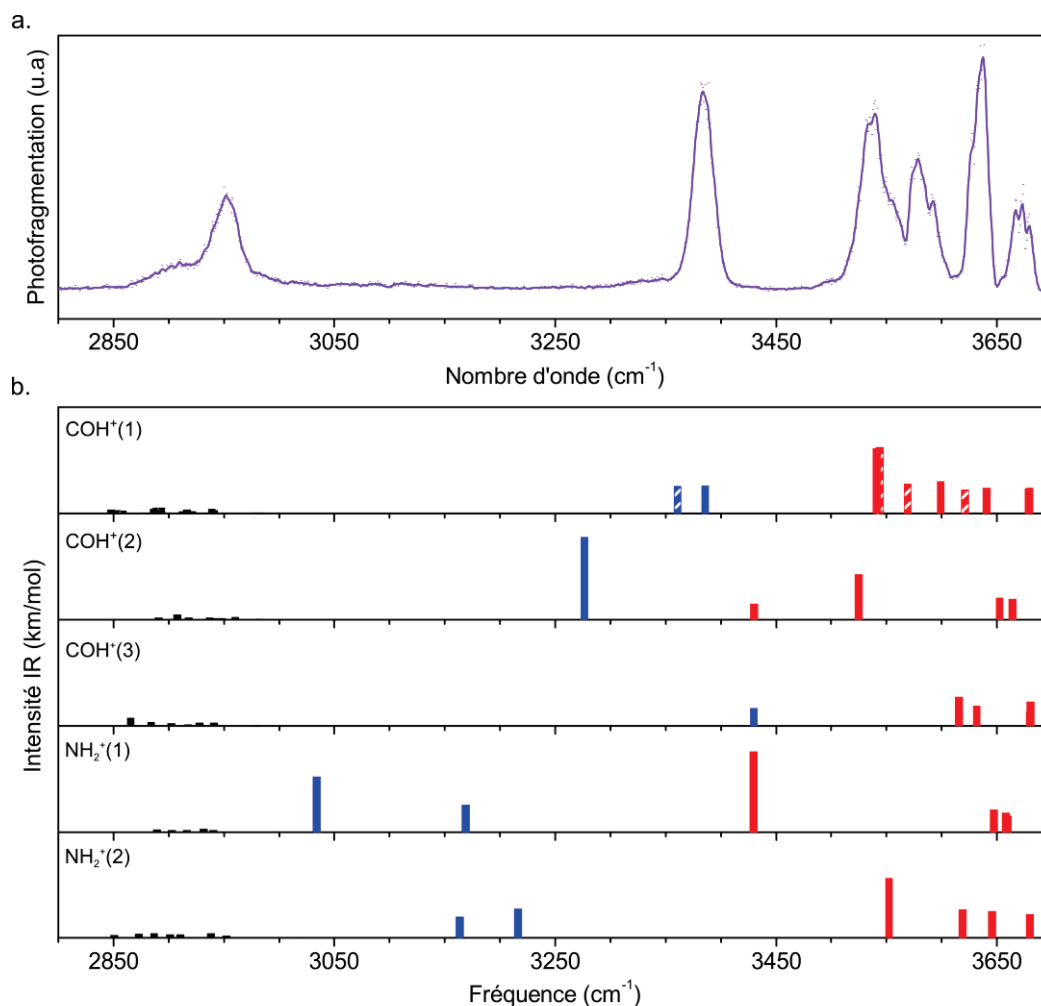 a.
Photofragmentation (u.a)
2850 3050 3250 3450 3650
Nombre d'onde (cm⁻¹)
b.
Intensité IR (km/mol)
COH⁺(1)
COH⁺(2)
COH⁺(3)
NH₂⁺(1)
NH₂⁺(2)
2850 3050 3250 3450 3650
Fréquence (cm⁻¹)